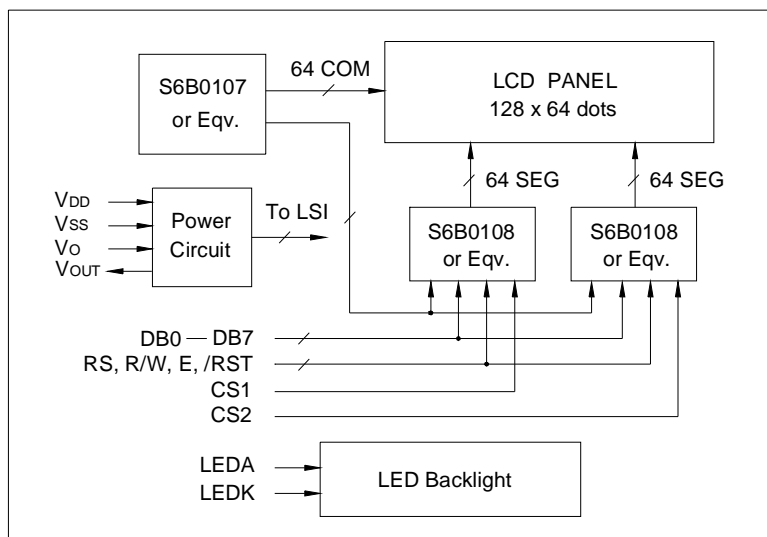 S6B0107
or Eqv.
64 COM
LCD PANEL
128 x 64 dots
64 SEG
64 SEG
VDD
VSS
VO
VOUT
Power
Circuit
To LSI
S6B0108
or Eqv.
S6B0108
or Eqv.
DB0 — DB7
RS, R/W, E, /RST
CS1
CS2
LEDA
LEDK
LED Backlight